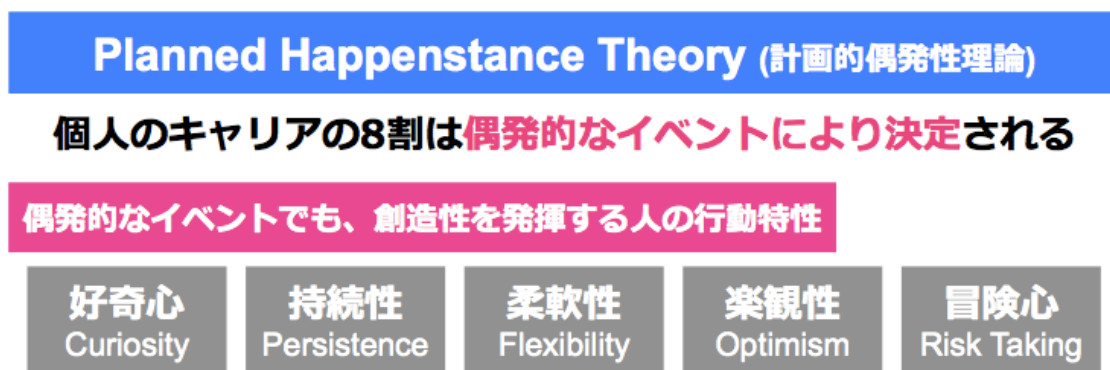 Planned Happenstance Theory (計画的偶発性理論)
個人のキャリアの8割は偶発的なイベントにより決定される
偶発的なイベントでも、創造性を発揮する人の行動特性
好奇心 持続性 柔軟性 楽観性 冒険心
Curiosity Persistence Flexibility Optimism Risk Taking